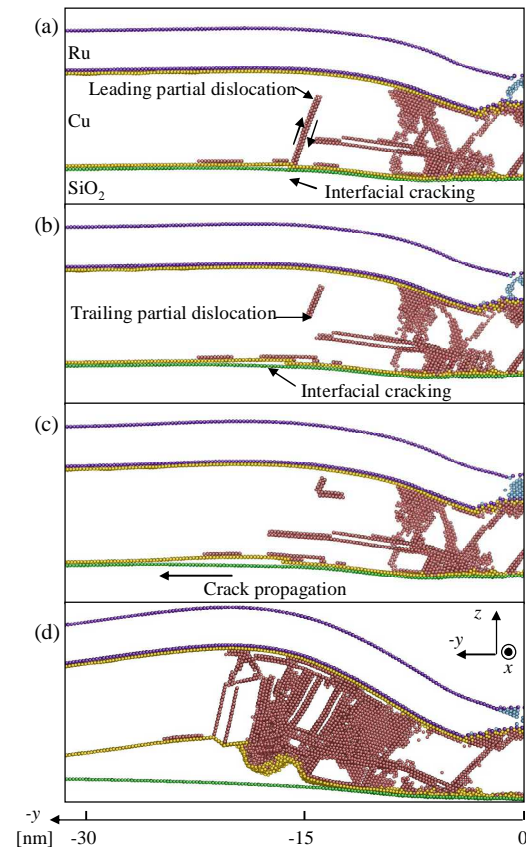 (a)
Ru
Leading partial dislocation
Cu
SiO2
Interfacial cracking
(b)
Trailing partial dislocation
Interfacial cracking
(c)
Crack propagation
(d)
z
-y
x
-y
[nm]
-30
-15
0